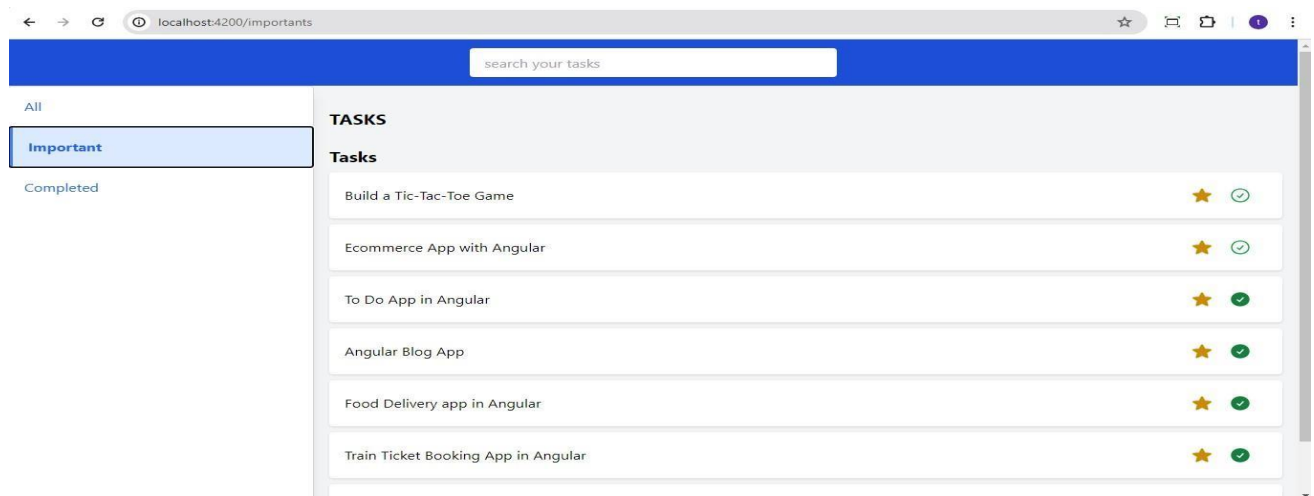 localhost:4200/importants
t
search your tasks
All
Important
Completed
TASKS
Tasks
Build a Tic-Tac-Toe Game
Ecommerce App with Angular
To Do App in Angular
Angular Blog App
Food Delivery app in Angular
Train Ticket Booking App in Angular